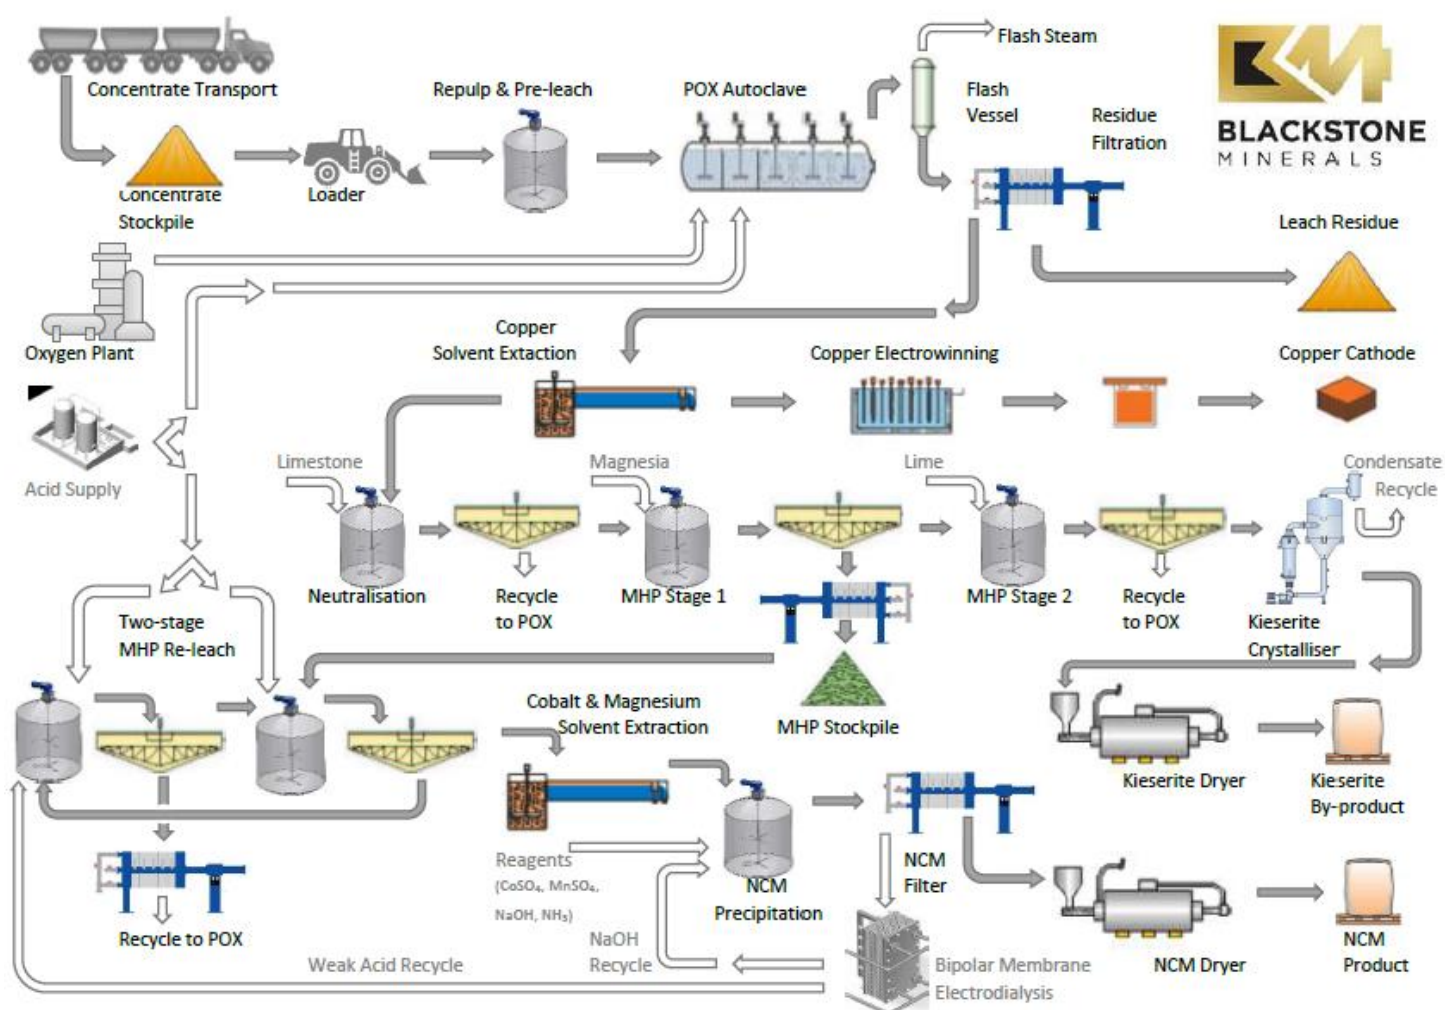 Flash Steam
Concentrate Transport
Repulp & Pre-leach
POX Autoclave
Flash
Vessel
Residue
Filtration
BLACKSTONE
MINERALS
Concentrate
Stockpile
Loader
Leach Residue
Oxygen Plant
Copper
Solvent Extaction
Copper Electrowinning
Copper Cathode
Acid Supply
Limestone
Magnesia
Lime
Condensate
Recycle
Neutralisation
Recycle
to POX
MHP Stage 1
MHP Stage 2
Recycle
to POX
Kieserite
Crystalliser
Two-stage
MHP Re-leach
Cobalt & Magnesium
Solvent Extraction
MHP Stockpile
Kieserite Dryer
Kieserite
By-product
Reagents
(CoSO₄, MnSO₄,
NaOH, NH₃)
NCM
Precipitation
NCM
Filter
Recycle to POX
NaOH
Recycle
Weak Acid Recycle
Bipolar Membrane
Electrodialysis
NCM Dryer
NCM
Product